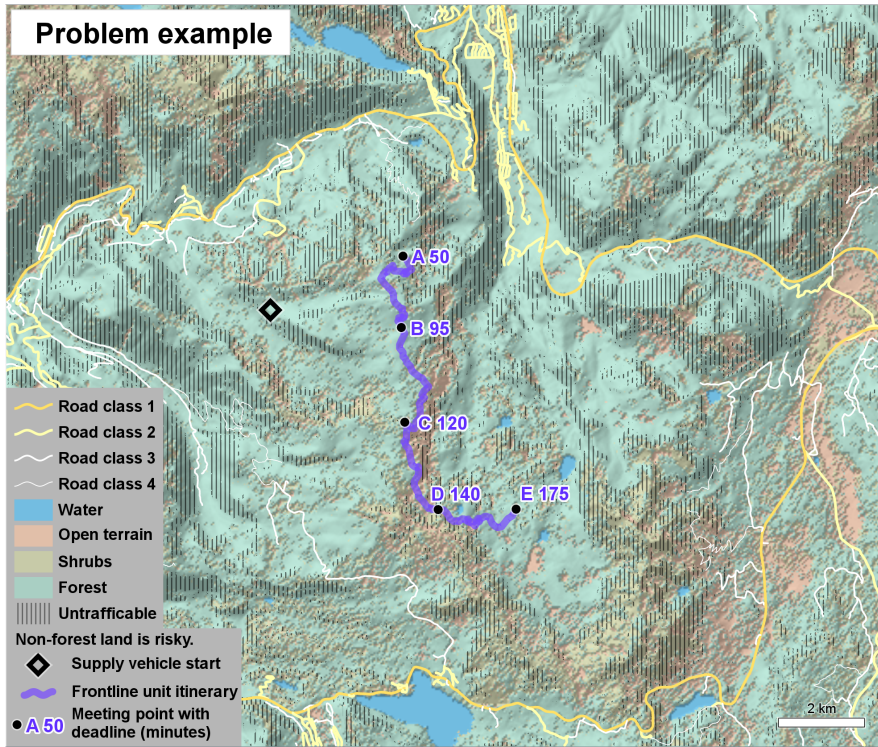 Problem example
A 50
B 95
C 120
D 140
E 175
Road class 1
Road class 2
Road class 3
Road class 4
Water
Open terrain
Shrubs
Forest
Untrafficable
Non-forest land is risky.
Supply vehicle start
Frontline unit itinerary
A 50 Meeting point with
deadline (minutes)
2 km